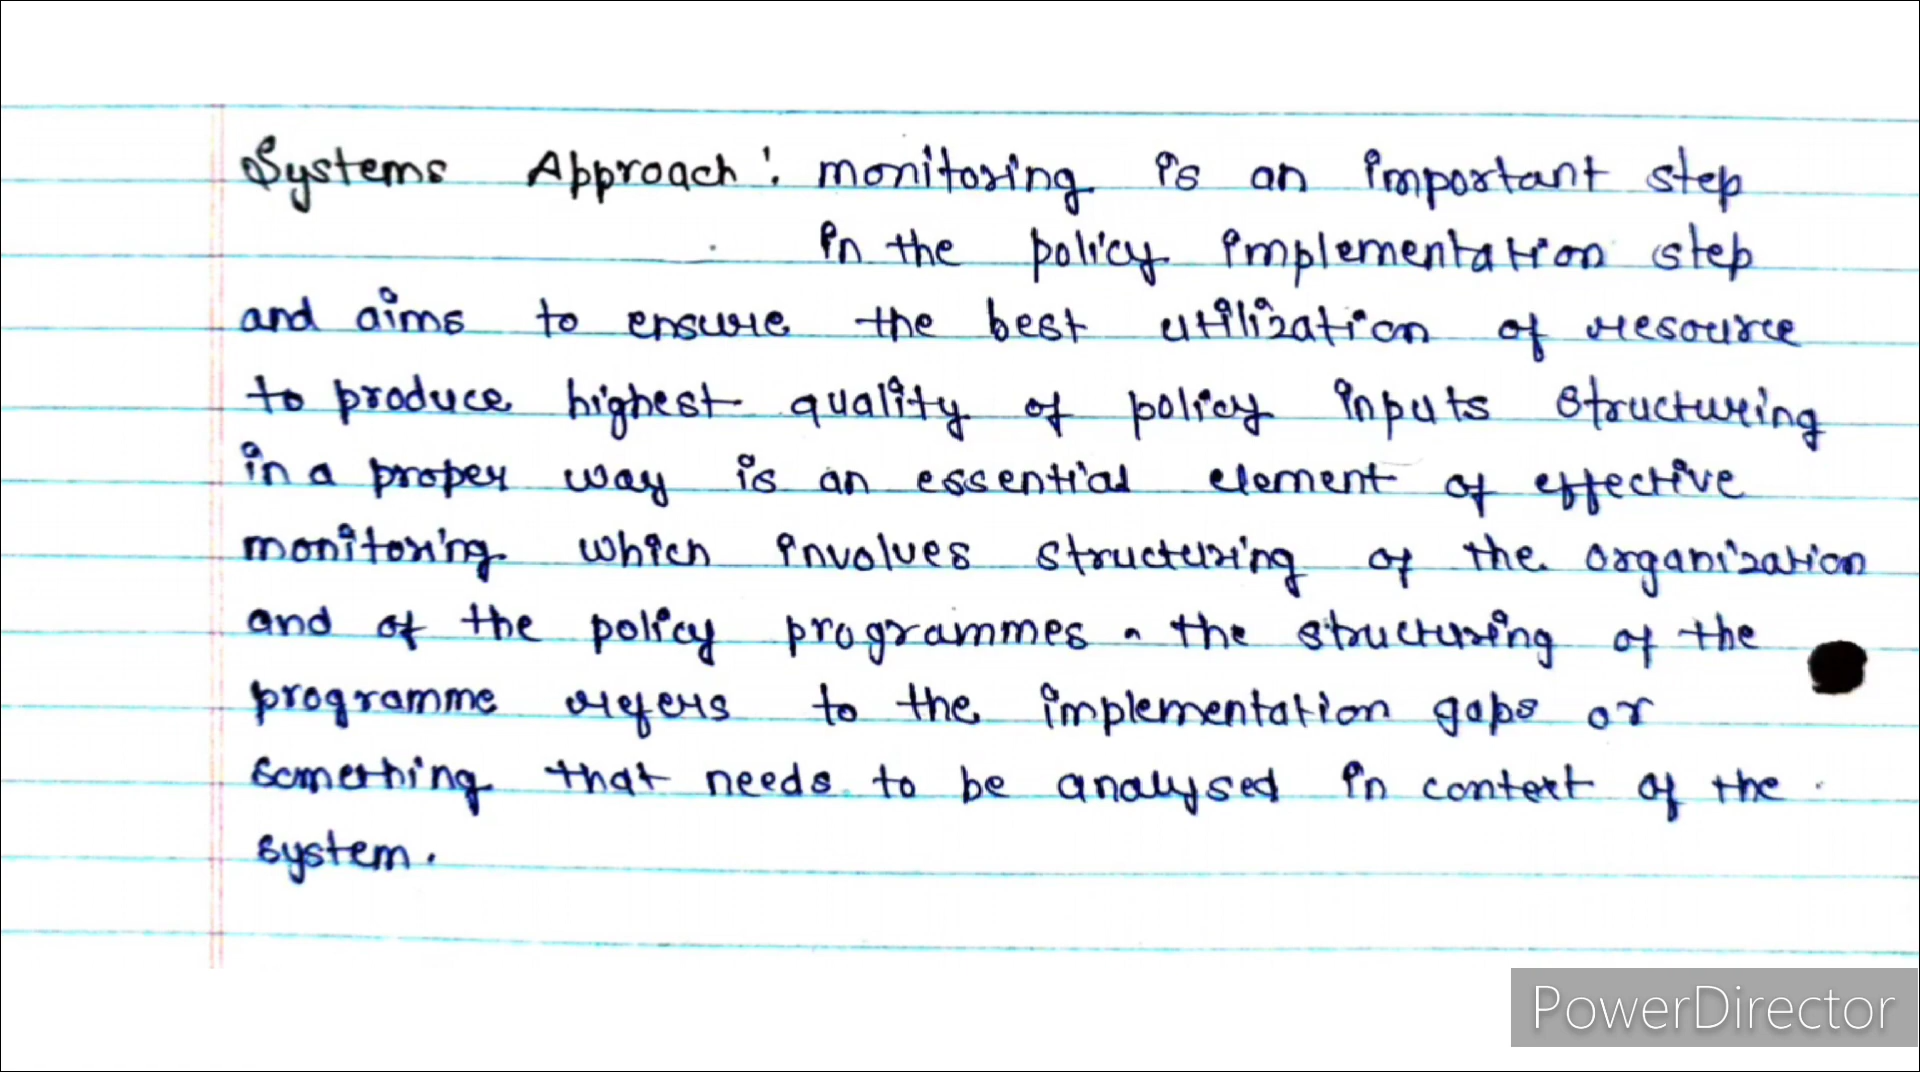 Systems Approach: monitoring is an important step
in the policy implementation step
and aims to ensure the best utilization of resource
to produce highest quality of policy inputs structuring
in a proper way is an essential element of effective
monitoring which involves structuring of the organization
and of the policy programmes. the structuring of the
programme refers to the implementation gaps or
something that needs to be analysed in context of the
system.
PowerDirector